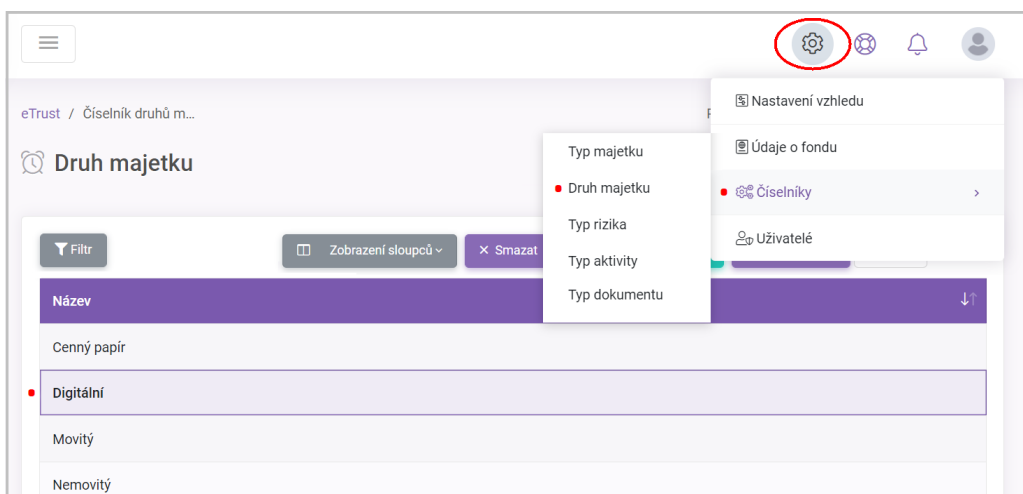 eTrust / Číselník druhů m...
Druh majetku
Nastavení vzhledu
Údaje o fondu
Číselníky
Uživatelé
Typ majetku
Druh majetku
Typ rizika
Typ aktivity
Typ dokumentu
Filtr
Zobrazení sloupců
Smazat
Název
Cenný papír
Digitální
Movitý
Nemovitý